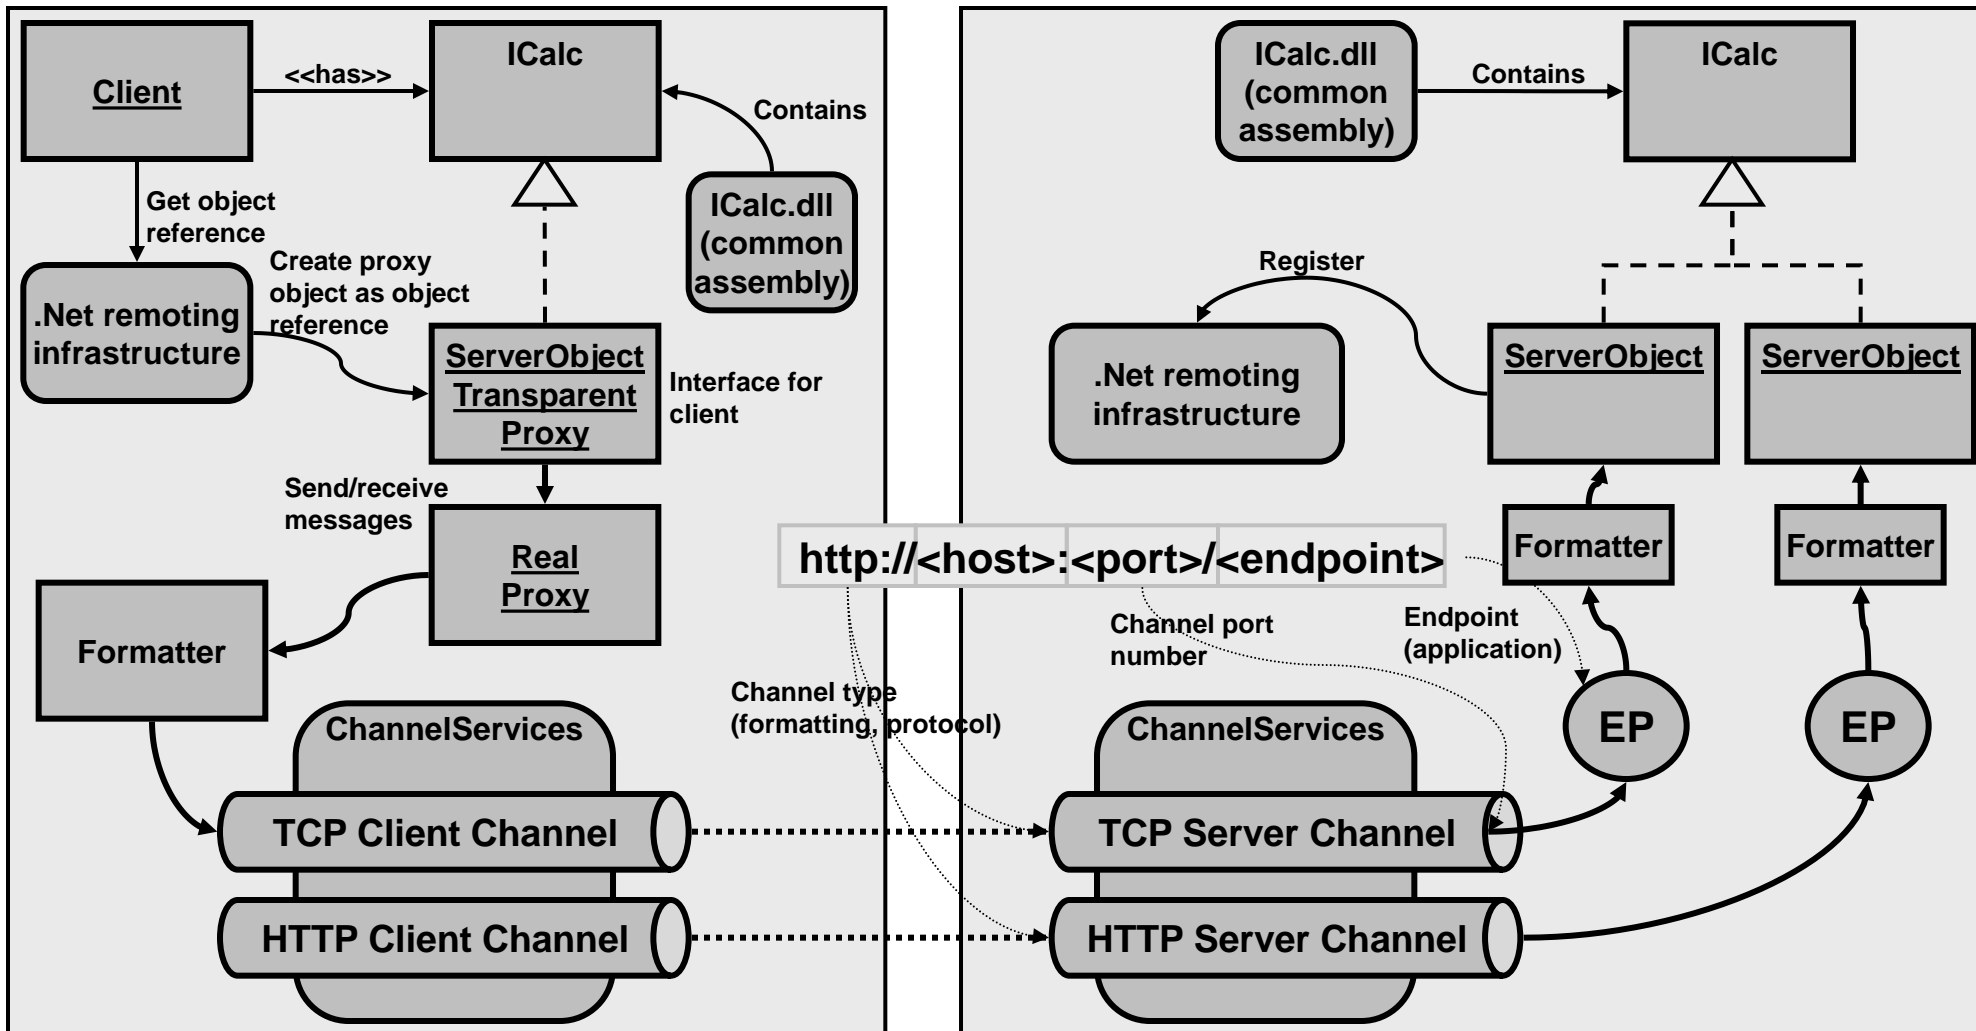 Client
<<has>>
ICalc
Contains
ICalc.dll
(common
assembly)
Get object
reference
Create proxy
object as object
reference
.Net remoting
infrastructure
ServerObject
Transparent
Proxy
Interface for
client
Send/receive
messages
Real
Proxy
Formatter
ChannelServices
TCP Client Channel
HTTP Client Channel
http://<host>:<port>/<endpoint>
Channel type
(formatting, protocol)
Channel port
number
Endpoint
(application)
ICalc.dll
(common
assembly)
Contains
ICalc
Register
.Net remoting
infrastructure
ServerObject
ServerObject
Formatter
Formatter
EP
EP
ChannelServices
TCP Server Channel
HTTP Server Channel